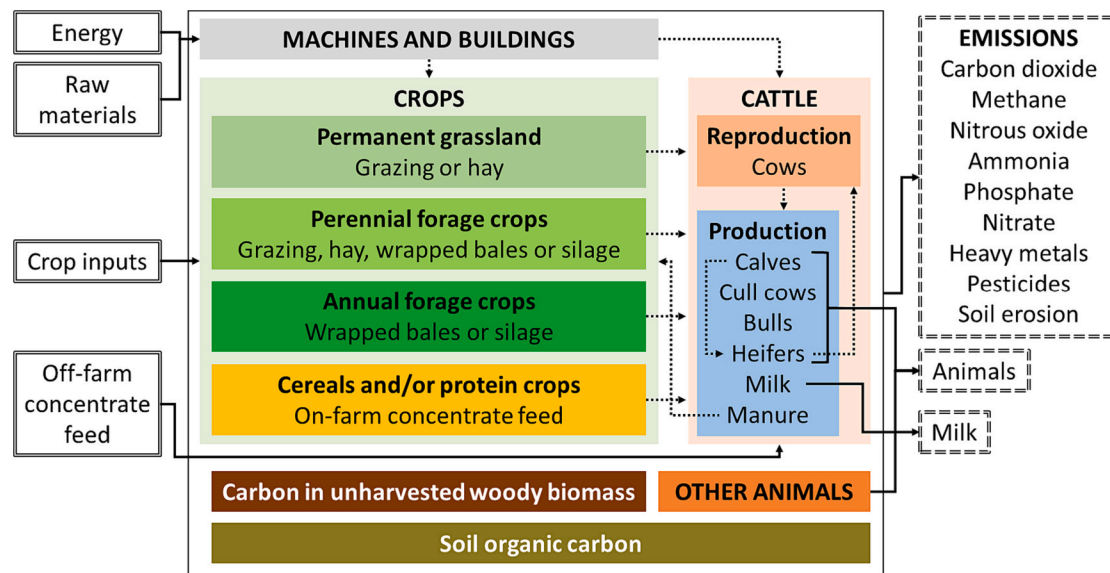 Energy
Raw
materials
Crop inputs
Off-farm
concentrate
feed
MACHINES AND BUILDINGS
CROPS
Permanent grassland
Grazing or hay
Perennial forage crops
Grazing, hay, wrapped bales or silage
Annual forage crops
Wrapped bales or silage
Cereals and/or protein crops
On-farm concentrate feed
CATTLE
Reproduction
Cows
Production
Calves
Cull cows
Bulls
Heifers
Milk
Manure
Carbon in unharvested woody biomass
OTHER ANIMALS
Soil organic carbon
EMISSIONS
Carbon dioxide
Methane
Nitrous oxide
Ammonia
Phosphate
Nitrate
Heavy metals
Pesticides
Soil erosion
Animals
Milk